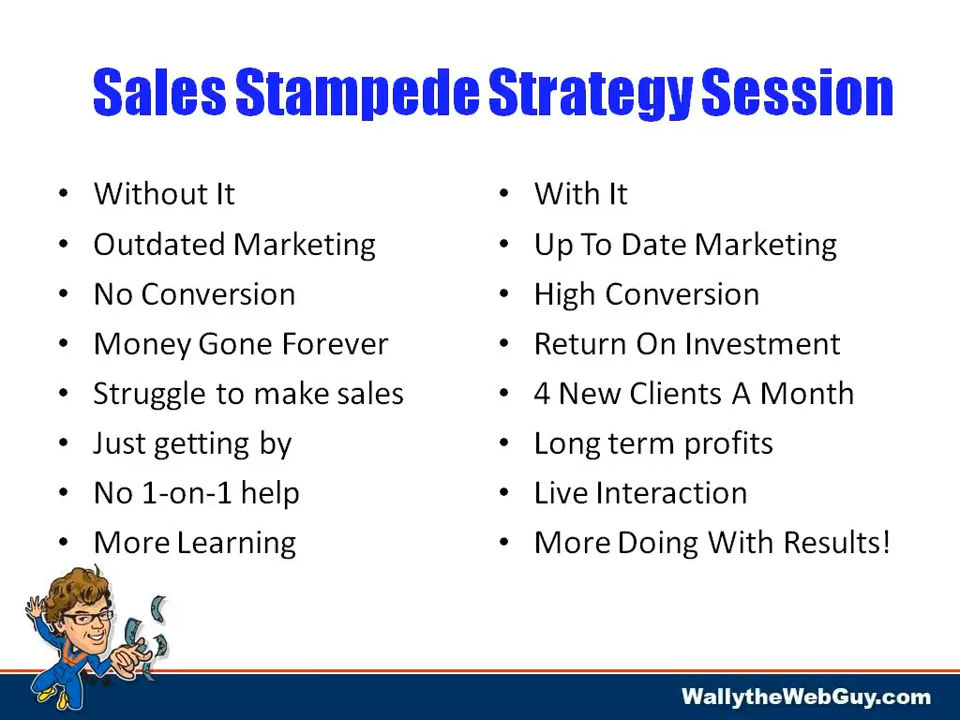 Sales Stampede Strategy Session
• Without It
• Outdated Marketing
• No Conversion
• Money Gone Forever
• Struggle to make sales
• Just getting by
• No 1-on-1 help
• More Learning
• With It
• Up To Date Marketing
• High Conversion
• Return On Investment
• 4 New Clients A Month
• Long term profits
• Live Interaction
• More Doing With Results!
WallytheWebGuy.com